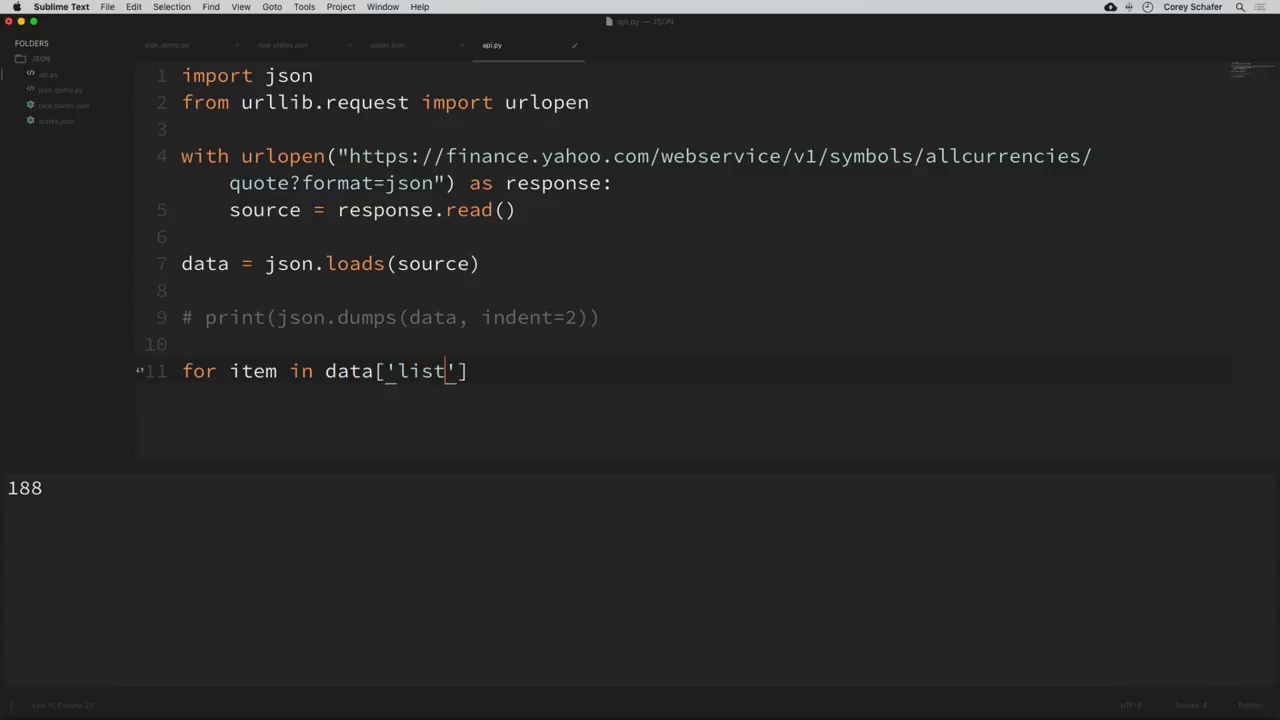 Sublime Text File Edit Selection Find View Goto Tools Project Window Help Corey Schafer
api.py — JSON
FOLDERS
JSON
api.py
json_demo.py
new_states.json
states.json
json_demo.py new_states.json states.json api.py
1 import json
2 from urllib.request import urlopen
3
4 with urlopen("https://finance.yahoo.com/webservice/v1/symbols/allcurrencies/
quote?format=json") as response:
5 source = response.read()
6
7 data = json.loads(source)
8
9 # print(json.dumps(data, indent=2))
10
11 for item in data['list']
188
Line 11, Column 23 UTF-8 Spaces: 4 Python